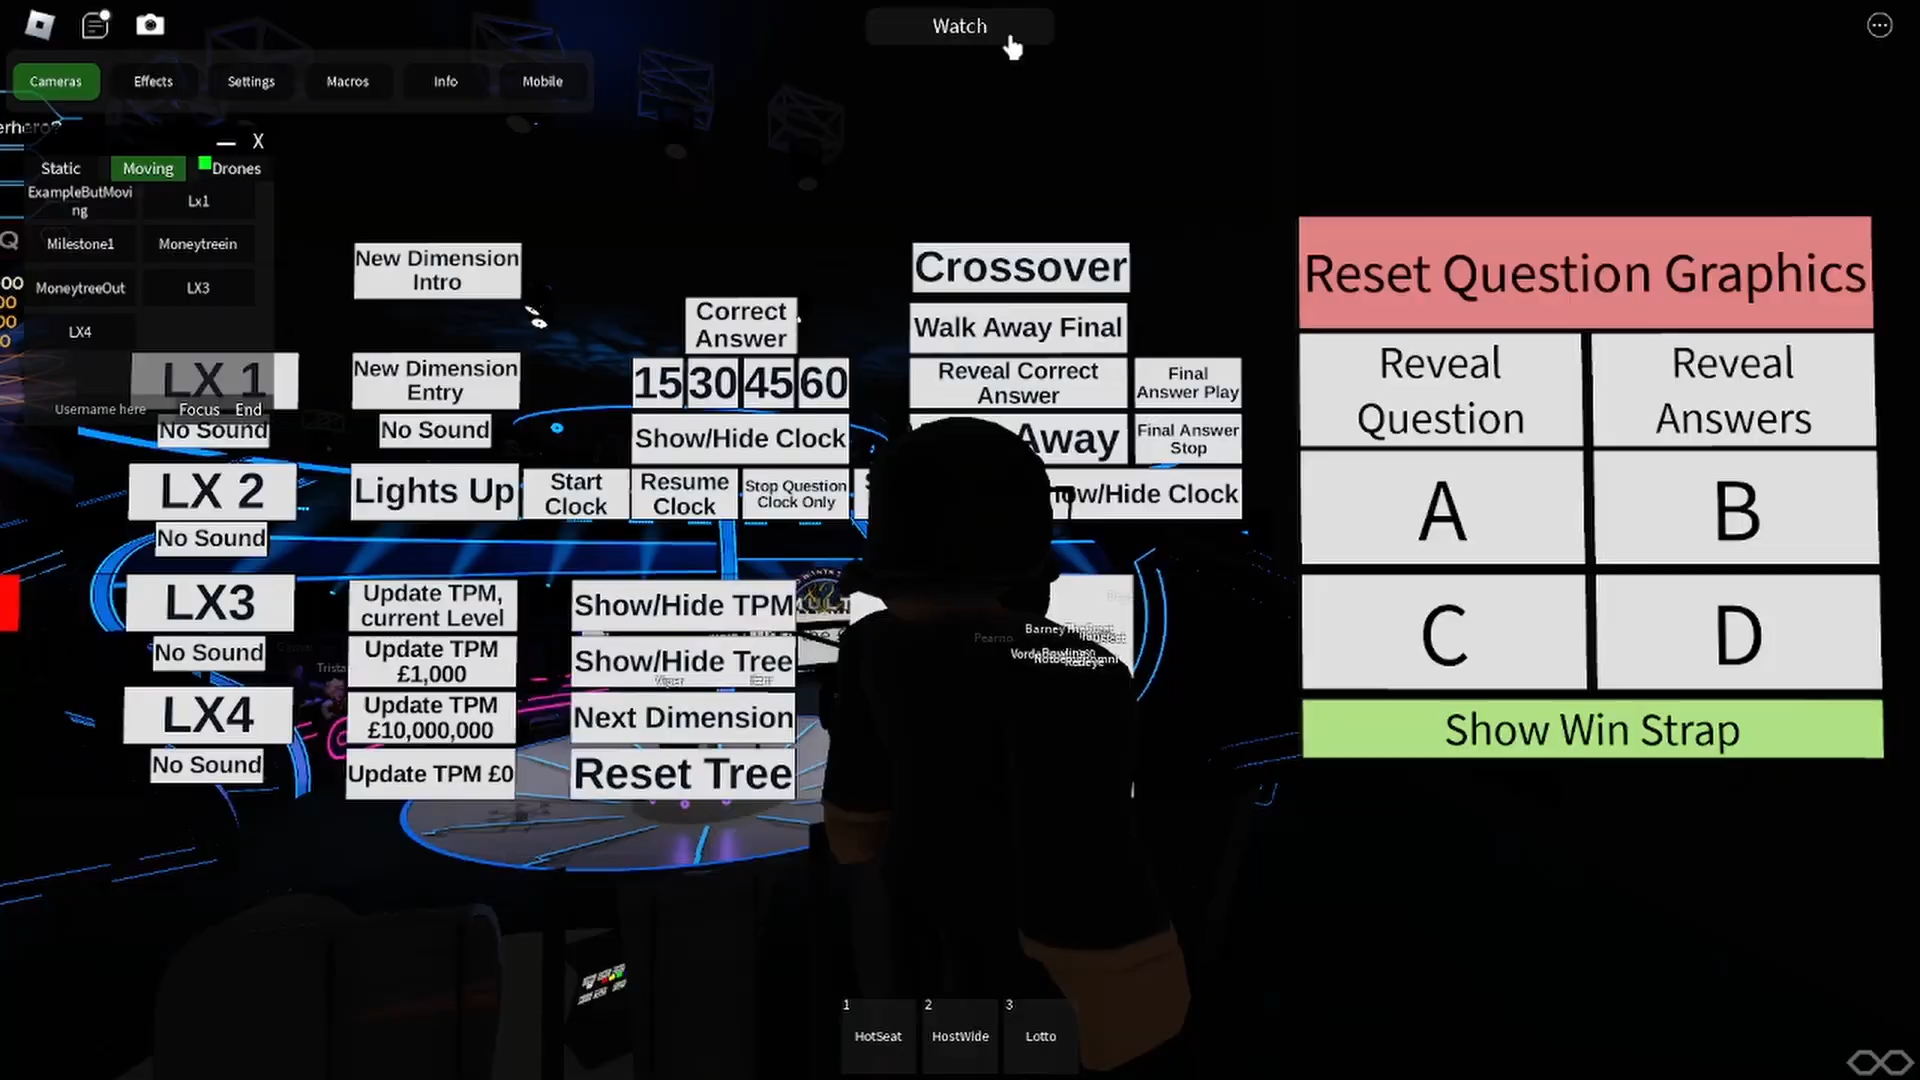 Watch
Cameras Effects Settings Macros Info Mobile
erhero?
X
Static Moving Drones
ExampleButMovi
ng
Lx1
Milestone1 Moneytreein
MoneytreeOut LX3
LX4
LX 1
Username here Focus End
No Sound
LX 2
No Sound
LX3
No Sound
LX4
No Sound
New Dimension
Intro
New Dimension
Entry
No Sound
Lights Up
Start
Clock
Resume
Clock
Stop Question
Clock Only
Correct
Answer
15 30 45 60
Show/Hide Clock
Update TPM,
current Level
Update TPM
£1,000
Update TPM
£10,000,000
Update TPM £0
Show/Hide TPM
Show/Hide Tree
Next Dimension
Reset Tree
Crossover
Walk Away Final
Reveal Correct
Answer
Away
ow/Hide Clock
Final
Answer Play
Final Answer
Stop
Reset Question Graphics
Reveal
Question
Reveal
Answers
A B
C D
Show Win Strap
Pearno
1 2 3
HotSeat HostWide Lotto